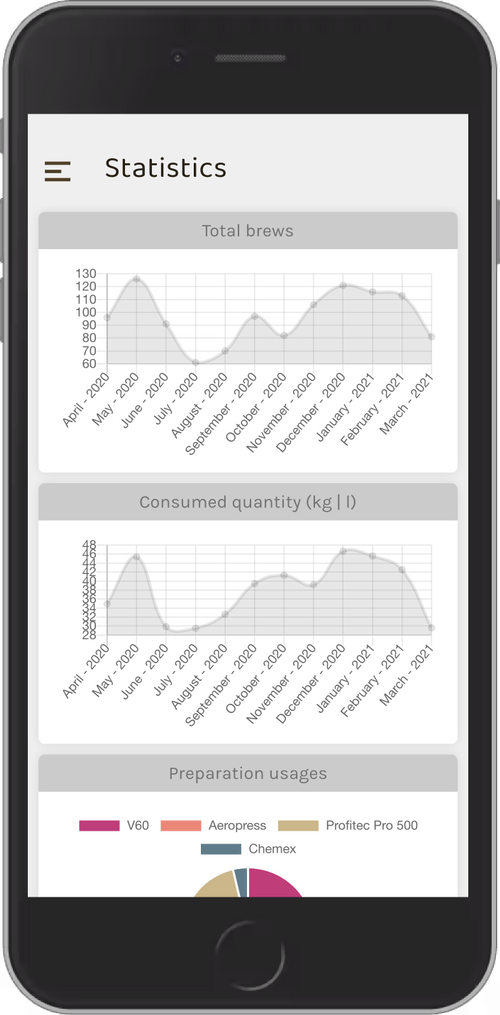 Statistics
Total brews
130
120
110
100
90
80
70
60
April - 2020
May - 2020
June - 2020
July - 2020
August - 2020
September - 2020
October - 2020
November - 2020
December - 2020
January - 2021
February - 2021
March - 2021
Consumed quantity (kg | l)
48
46
44
42
40
38
36
34
32
30
28
April - 2020
May - 2020
June - 2020
July - 2020
August - 2020
September - 2020
October - 2020
November - 2020
December - 2020
January - 2021
February - 2021
March - 2021
Preparation usages
V60 Aeropress Profitec Pro 500
Chemex